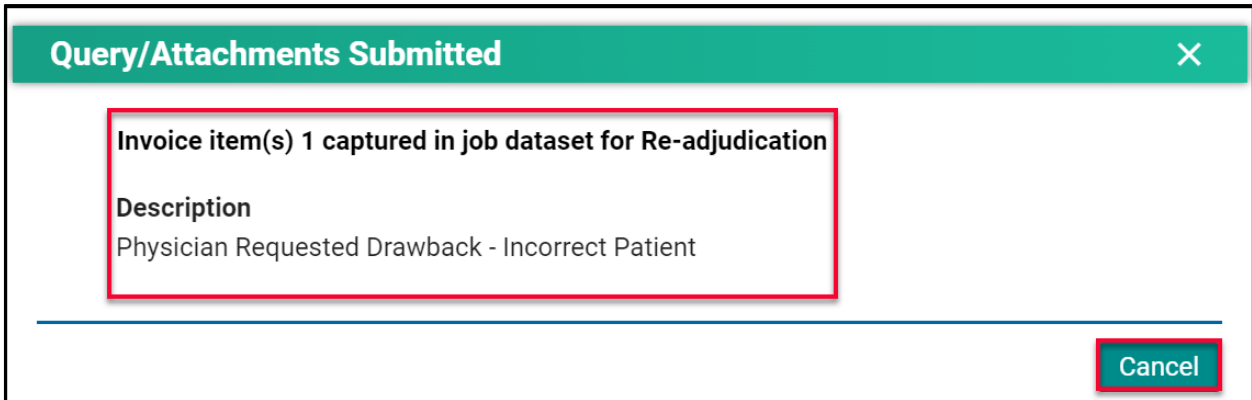 Query/Attachments Submitted
Invoice item(s) 1 captured in job dataset for Re-adjudication
Description
Physician Requested Drawback - Incorrect Patient
Cancel